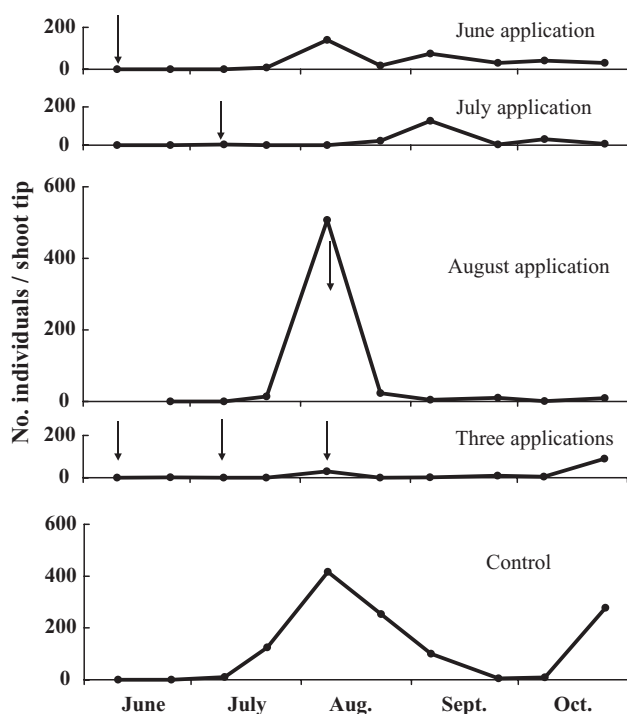 200
June application
0
200
July application
0
600
400
August application
200
0
200
Three applications
0
600
Control
400
200
0
June July Aug. Sept. Oct.
No. individuals / shoot tip